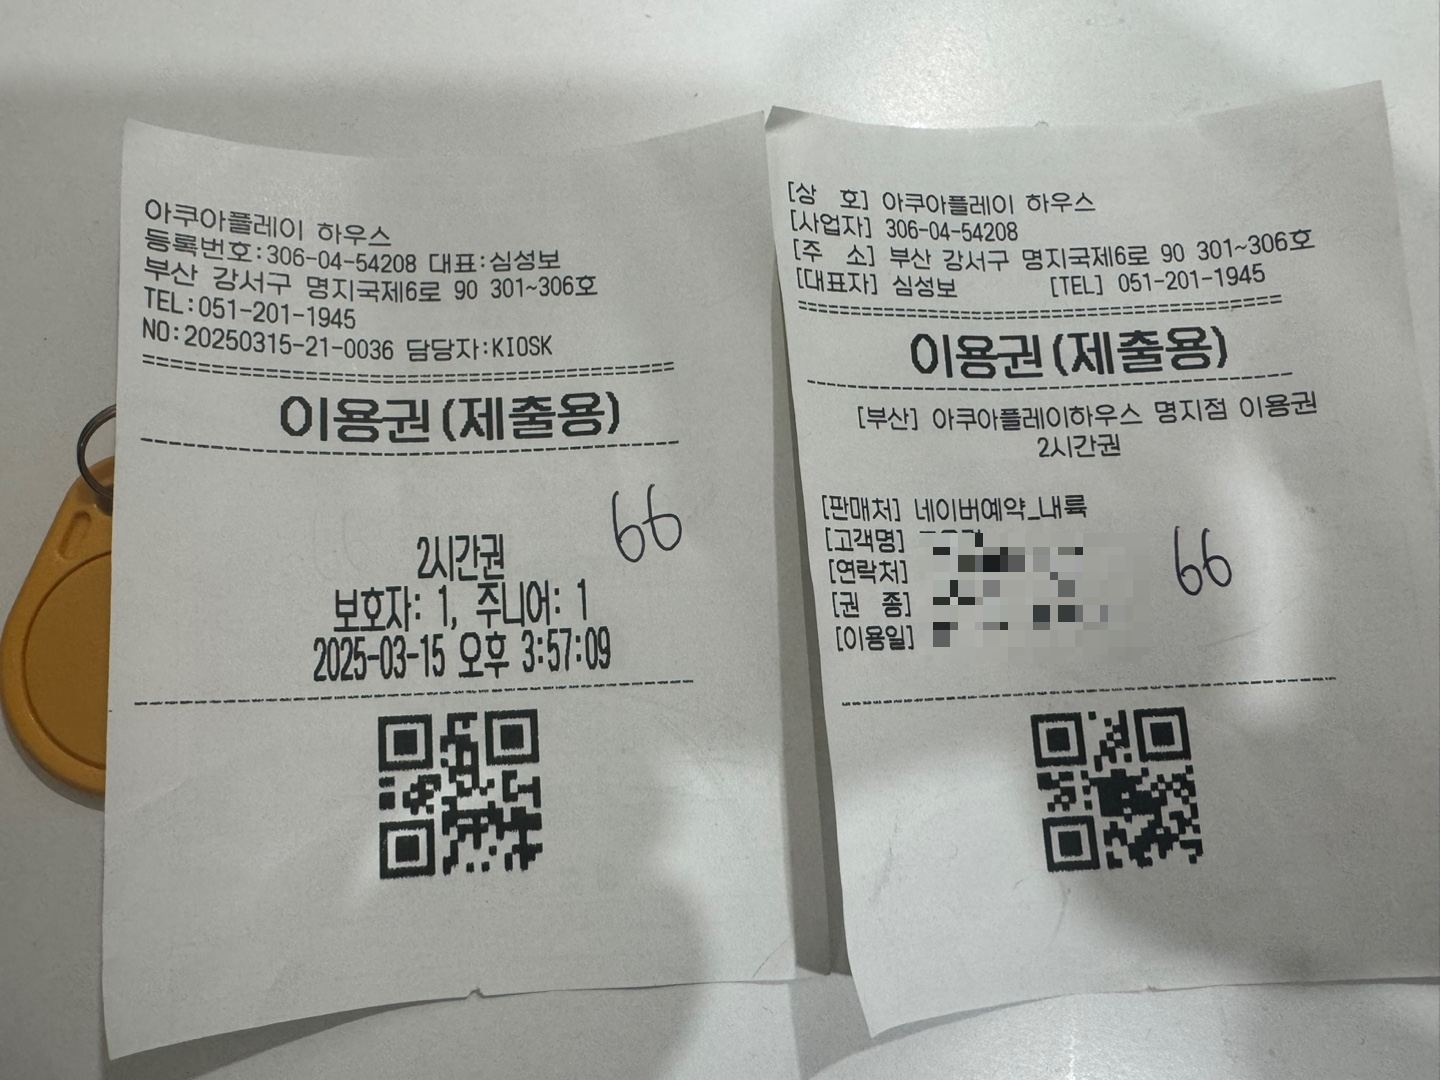 아쿠아플레이 하우스
등록번호:306-04-54208 대표:심성보
부산 강서구 명지국제6로 90 301~306호
TEL:051-201-1945
NO:20250315-21-0036 담당자:KIOSK
이용권(제출용)
66
2시간권
보호자: 1, 주니어: 1
2025-03-15 오후 3:57:09
[상 호] 아쿠아플레이 하우스
[사업자] 306-04-54208
[주 소] 부산 강서구 명지국제6로 90 301~306호
[대표자] 심성보 [TEL] 051-201-1945
이용권(제출용)
[부산] 아쿠아플레이하우스 명지점 이용권
2시간권
[판매처] 네이버예약_내륙
[고객명]
[연락처]
66
[권 종]
[이용일]